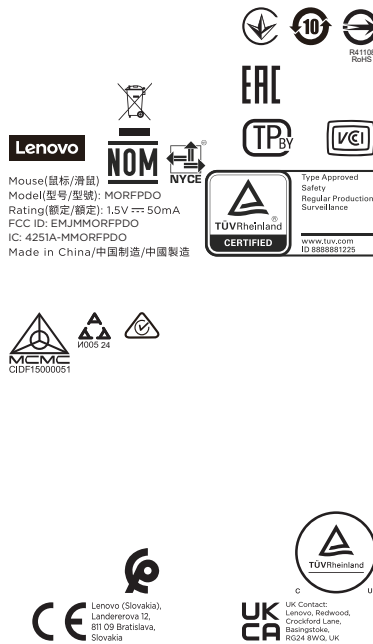 10
R41108
RoHS
EAC
TP BY
VCI
Lenovo
NOM
NYCE
Mouse(鼠标/滑鼠)
Model(型号/型號): MORFPDO
Rating(额定/額定): 1.5V ⎓ 50mA
FCC ID: EMJMMORFPDO
IC: 4251A-MMORFPDO
Made in China/中国制造/中國製造
TÜVRheinland
CERTIFIED
Type Approved
Safety
Regular Production
Surveillance
www.tuv.com
ID 8888881225
MCMC
CIDF15000051
И005 24
TÜVRheinland
C U
CE
Lenovo (Slovakia),
Landererova 12,
811 09 Bratislava,
Slovakia
UK
CA
UK Contact:
Lenovo, Redwood,
Crockford Lane,
Basingstoke,
RG24 8WQ, UK